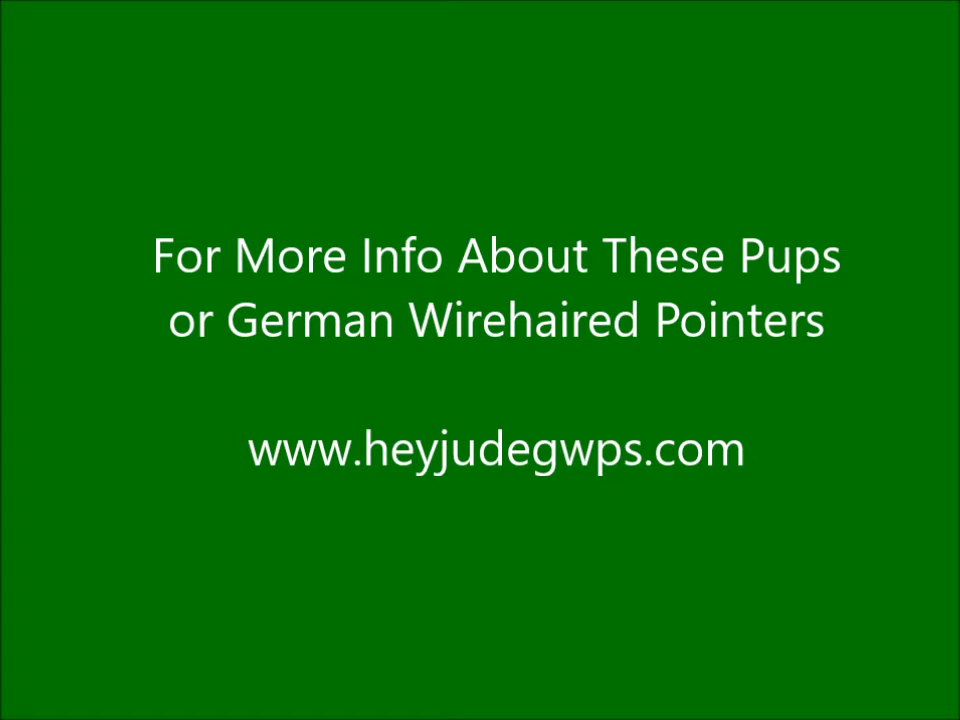 For More Info About These Pups
or German Wirehaired Pointers
www.heyjudegwps.com